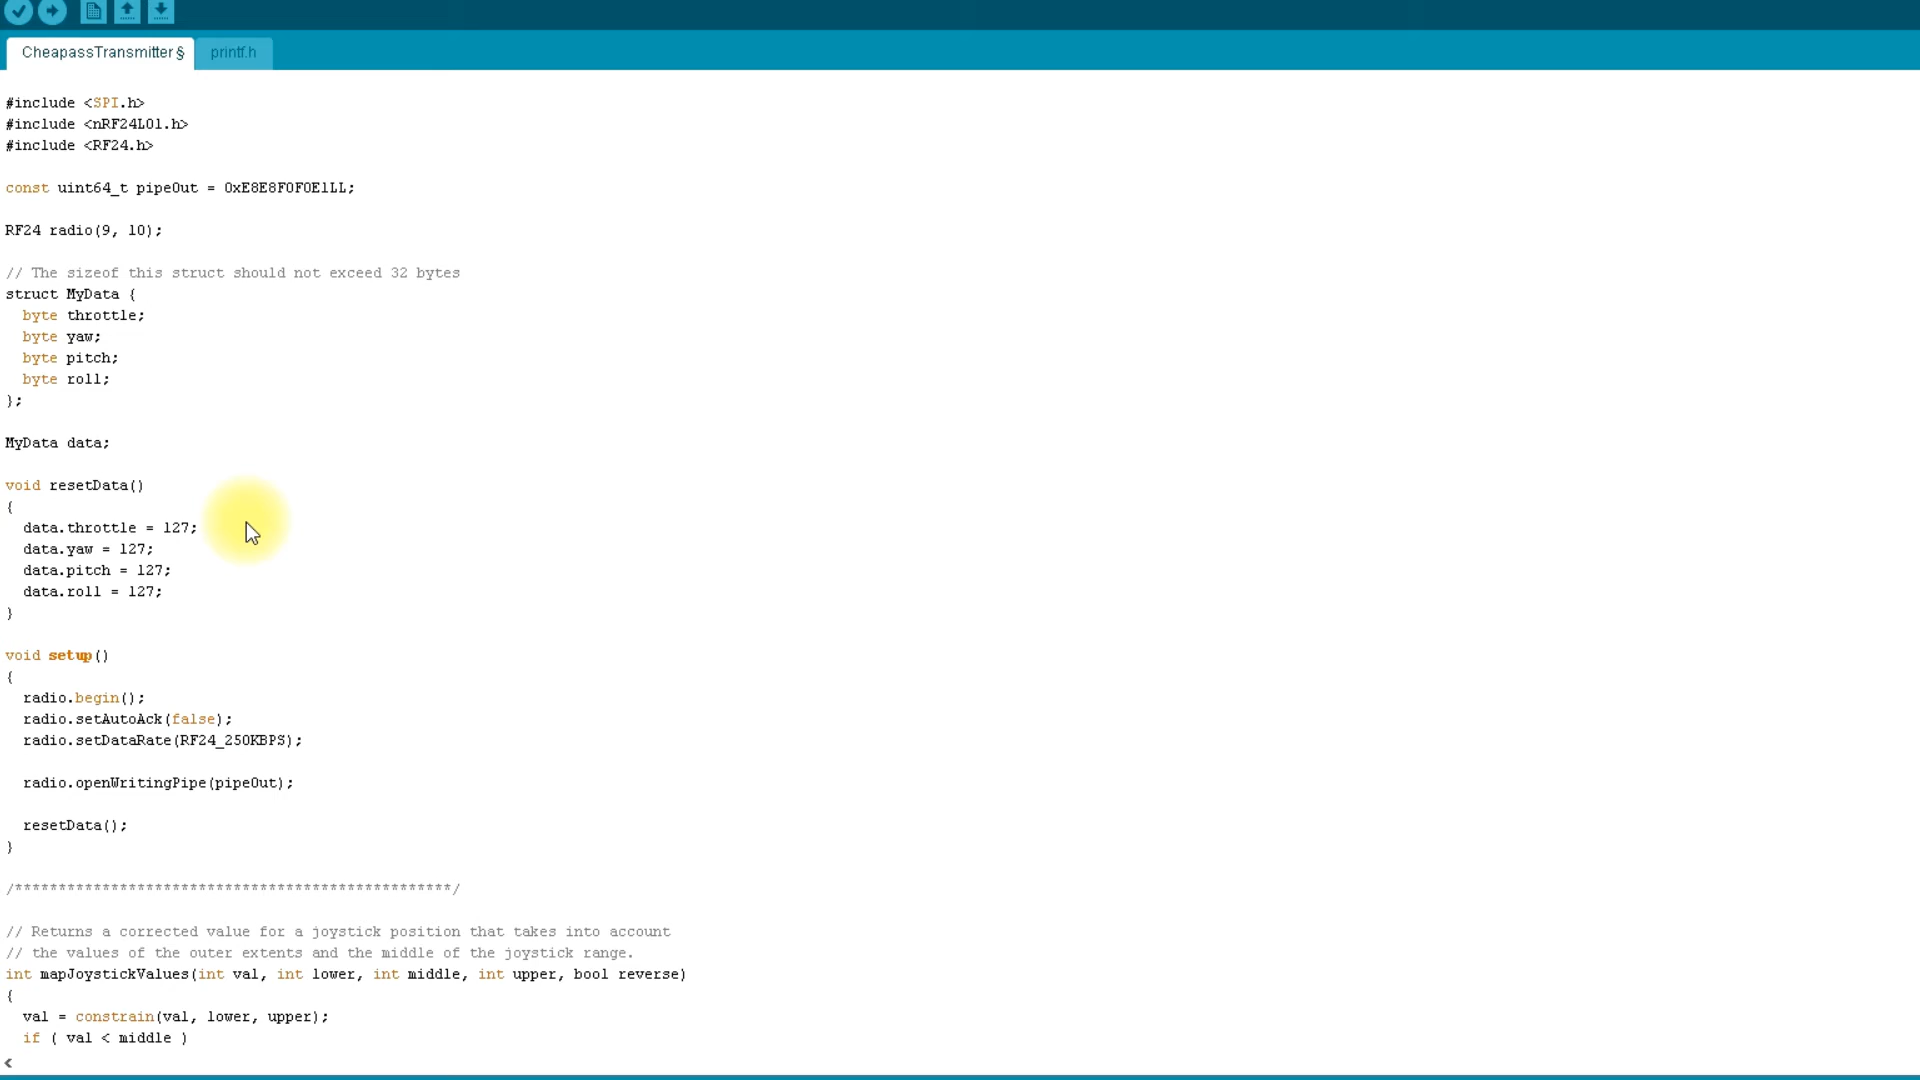 CheapassTransmitter §
printf.h
#include <SPI.h>
#include <nRF24L01.h>
#include <RF24.h>
const uint64_t pipeOut = 0xE8E8F0F0E1LL;
RF24 radio(9, 10);
// The sizeof this struct should not exceed 32 bytes
struct MyData {
  byte throttle;
  byte yaw;
  byte pitch;
  byte roll;
};
MyData data;
void resetData()
{
  data.throttle = 127;
  data.yaw = 127;
  data.pitch = 127;
  data.roll = 127;
}
void setup()
{
  radio.begin();
  radio.setAutoAck(false);
  radio.setDataRate(RF24_250KBPS);
  radio.openWritingPipe(pipeOut);
  resetData();
}
/**************************************************/
// Returns a corrected value for a joystick position that takes into account
// the values of the outer extents and the middle of the joystick range.
int mapJoystickValues(int val, int lower, int middle, int upper, bool reverse)
{
  val = constrain(val, lower, upper);
  if ( val < middle )